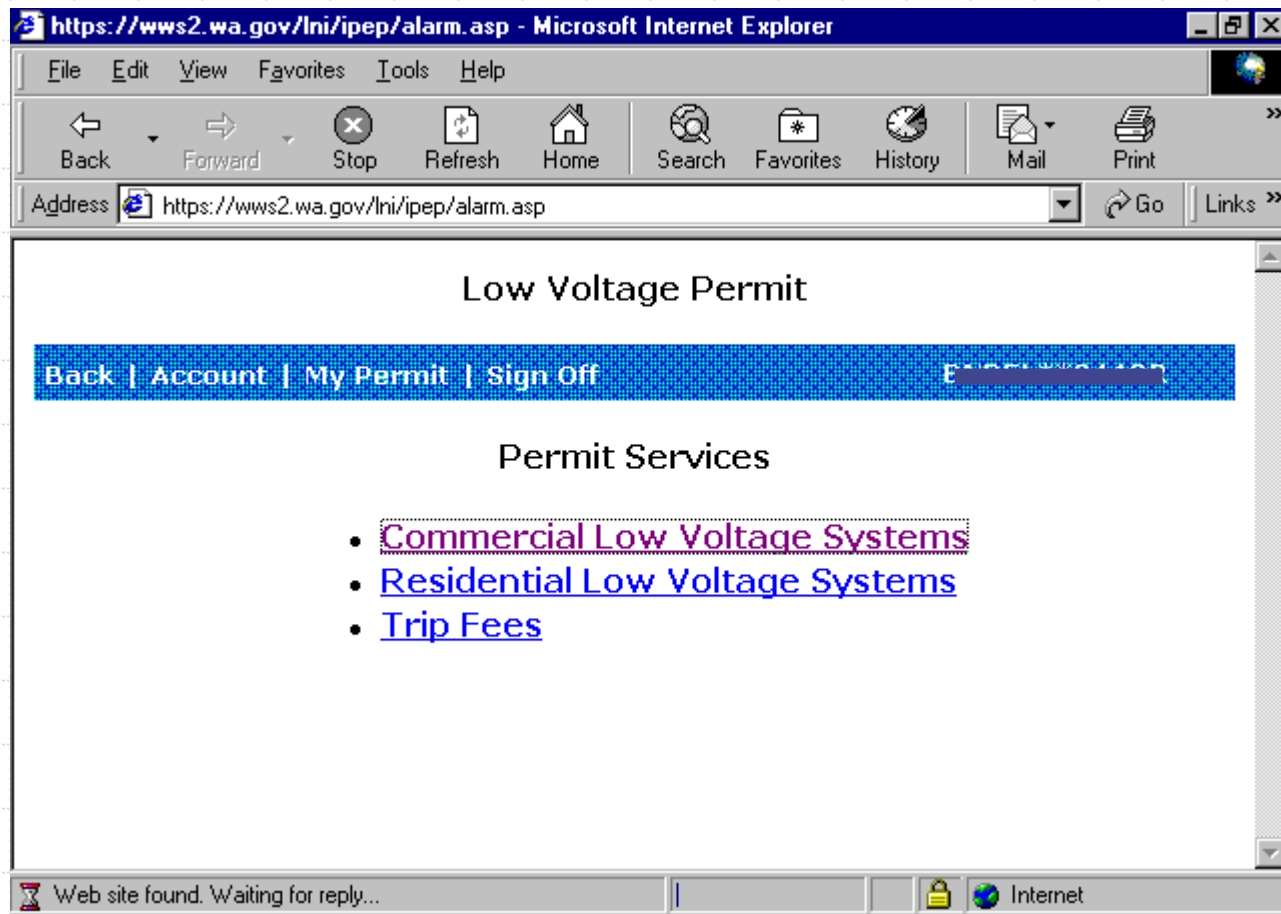 https://wws2.wa.gov/lni/ipep/alarm.asp - Microsoft Internet Explorer
File Edit View Favorites Tools Help
»
Back Forward Stop Refresh Home Search Favorites History Mail Print
Address https://wws2.wa.gov/lni/ipep/alarm.asp Go Links »
Low Voltage Permit
Back | Account | My Permit | Sign Off
Permit Services
• Commercial Low Voltage Systems
• Residential Low Voltage Systems
• Trip Fees
Web site found. Waiting for reply... Internet